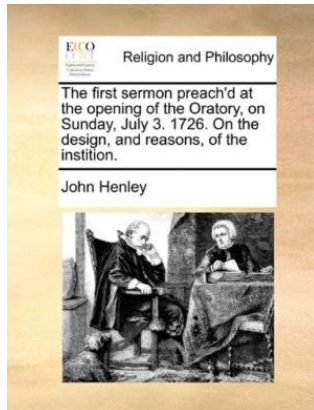 ECCO
Religion and Philosophy
The first sermon preach'd at
the opening of the Oratory, on
Sunday, July 3. 1726. On the
design, and reasons, of the
instition.
John Henley